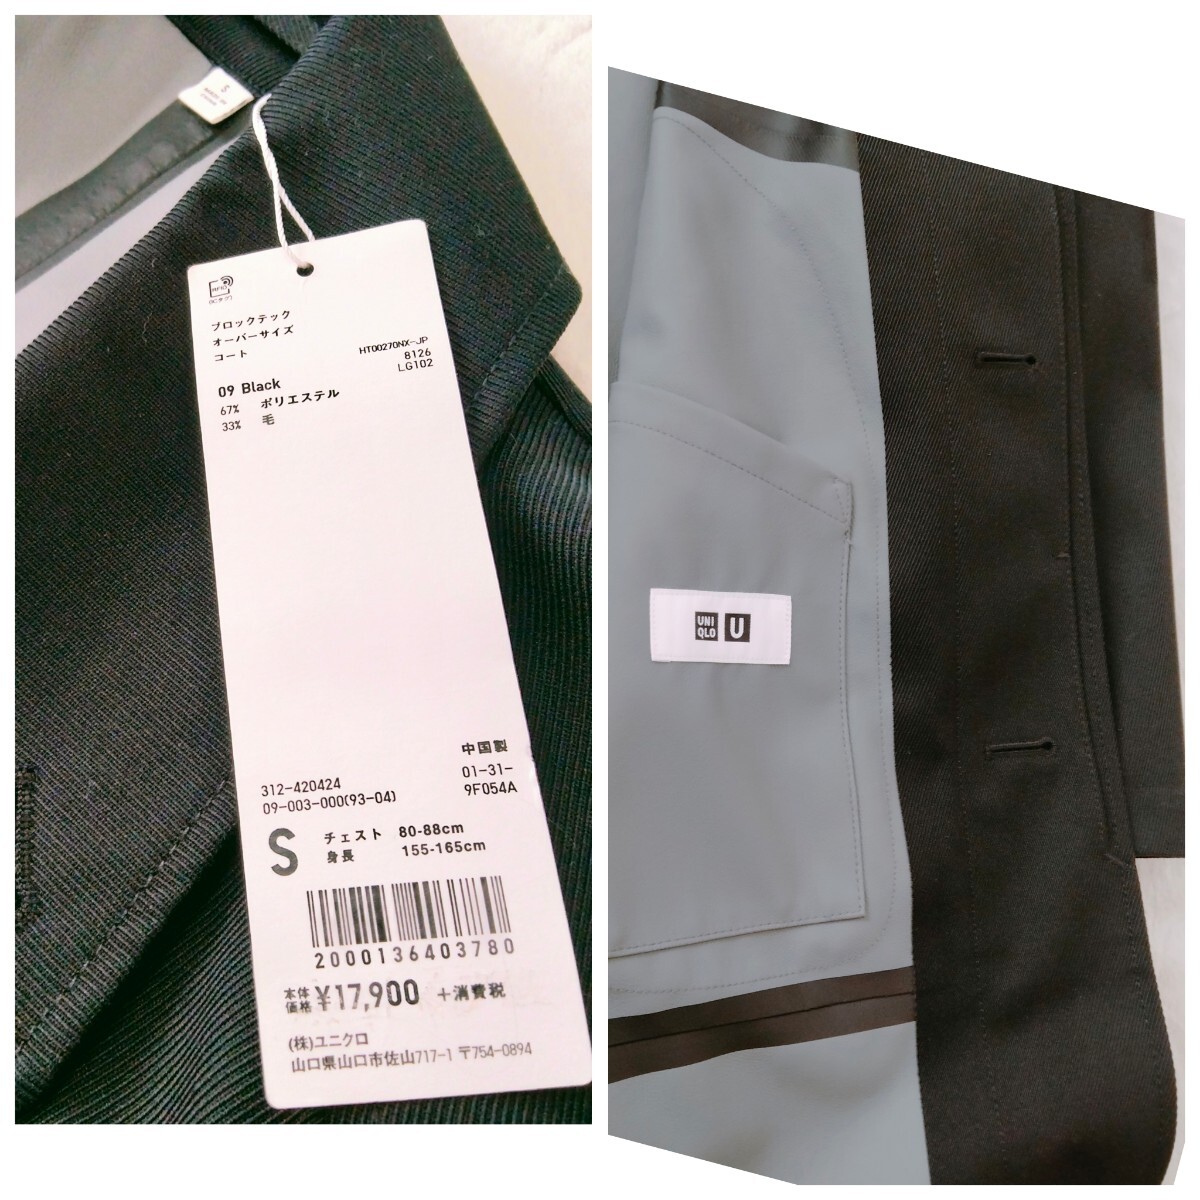 S
RFID
ブロックテック
オーバーサイズ
コート
HT00270NX-JP
8126
LG102
09 Black
67% ポリエステル
33% 毛
中国製
312-420424
01-31-
09-003-000(93-04)
9F054A
S
チェスト 80-88cm
身長 155-165cm
2000136403780
本体
価格 ¥17,900 +消費税
(株)ユニクロ
山口県山口市佐山717-1 〒754-0894
UNI
QLO
U